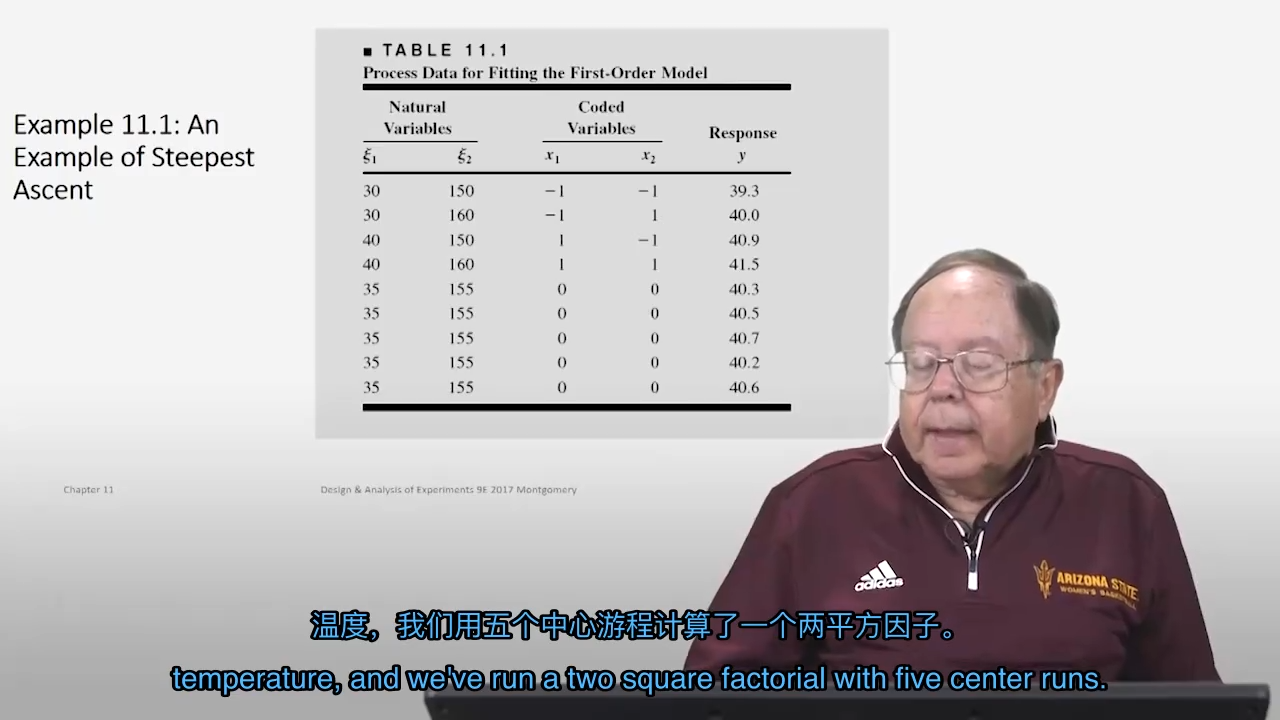 Example 11.1: An
Example of Steepest
Ascent
■ TABLE 11.1
Process Data for Fitting the First-Order Model
Natural Variables Coded Variables Response
ξ1 ξ2 x1 x2 y
30 150 −1 −1 39.3
30 160 −1 1 40.0
40 150 1 −1 40.9
40 160 1 1 41.5
35 155 0 0 40.3
35 155 0 0 40.5
35 155 0 0 40.7
35 155 0 0 40.2
35 155 0 0 40.6
Chapter 11 Design & Analysis of Experiments 9E 2017 Montgomery
adidas
ARIZONA STATE
WOMEN'S
温度，我们用五个中心游程计算了一个两平方因子。
temperature, and we've run a two square factorial with five center runs.